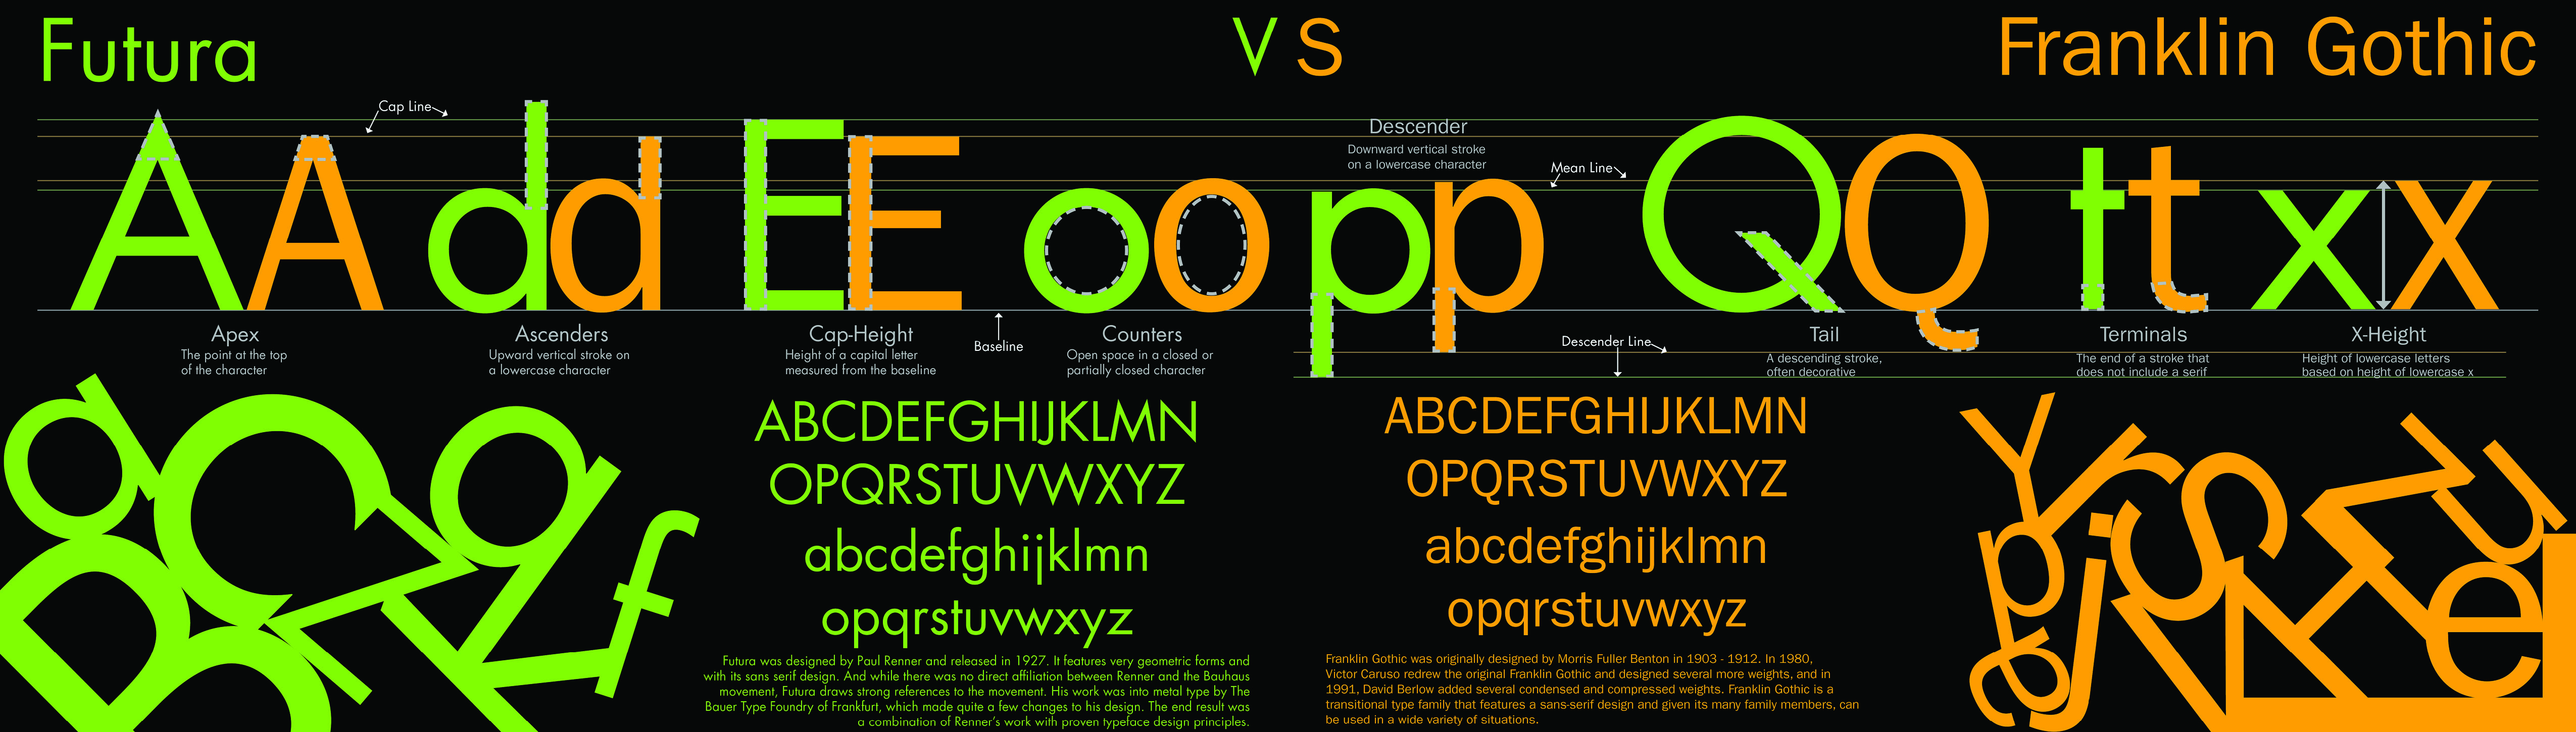 Futura
VS
Franklin Gothic
Cap Line
Descender
Downward vertical stroke
on a lowercase character
Mean Line
A A d d E E o o p p Q Q t t x x
Apex
The point at the top
of the character
Ascenders
Upward vertical stroke on
a lowercase character
Cap-Height
Height of a capital letter
measured from the baseline
Baseline
Counters
Open space in a closed or
partially closed character
Descender Line
Tail
A descending stroke,
often decorative
Terminals
The end of a stroke that
does not include a serif
X-Height
Height of lowercase letters
based on height of lowercase x
ABCDEFGHIJKLMN
OPQRSTUVWXYZ
abcdefghijklmn
opqrstuvwxyz
Futura was designed by Paul Renner and released in 1927. It features very geometric forms and
with its sans serif design. And while there was no direct affiliation between Renner and the Bauhaus
movement, Futura draws strong references to the movement. His work was into metal type by The
Bauer Type Foundry of Frankfurt, which made quite a few changes to his design. The end result was
a combination of Renner's work with proven typeface design principles.
ABCDEFGHIJKLMN
OPQRSTUVWXYZ
abcdefghijklmn
opqrstuvwxyz
Franklin Gothic was originally designed by Morris Fuller Benton in 1903 - 1912. In 1980,
Victor Caruso redrew the original Franklin Gothic and designed several more weights, and in
1991, David Berlow added several condensed and compressed weights. Franklin Gothic is a
transitional type family that features a sans-serif design and given its many family members, can
be used in a wide variety of situations.